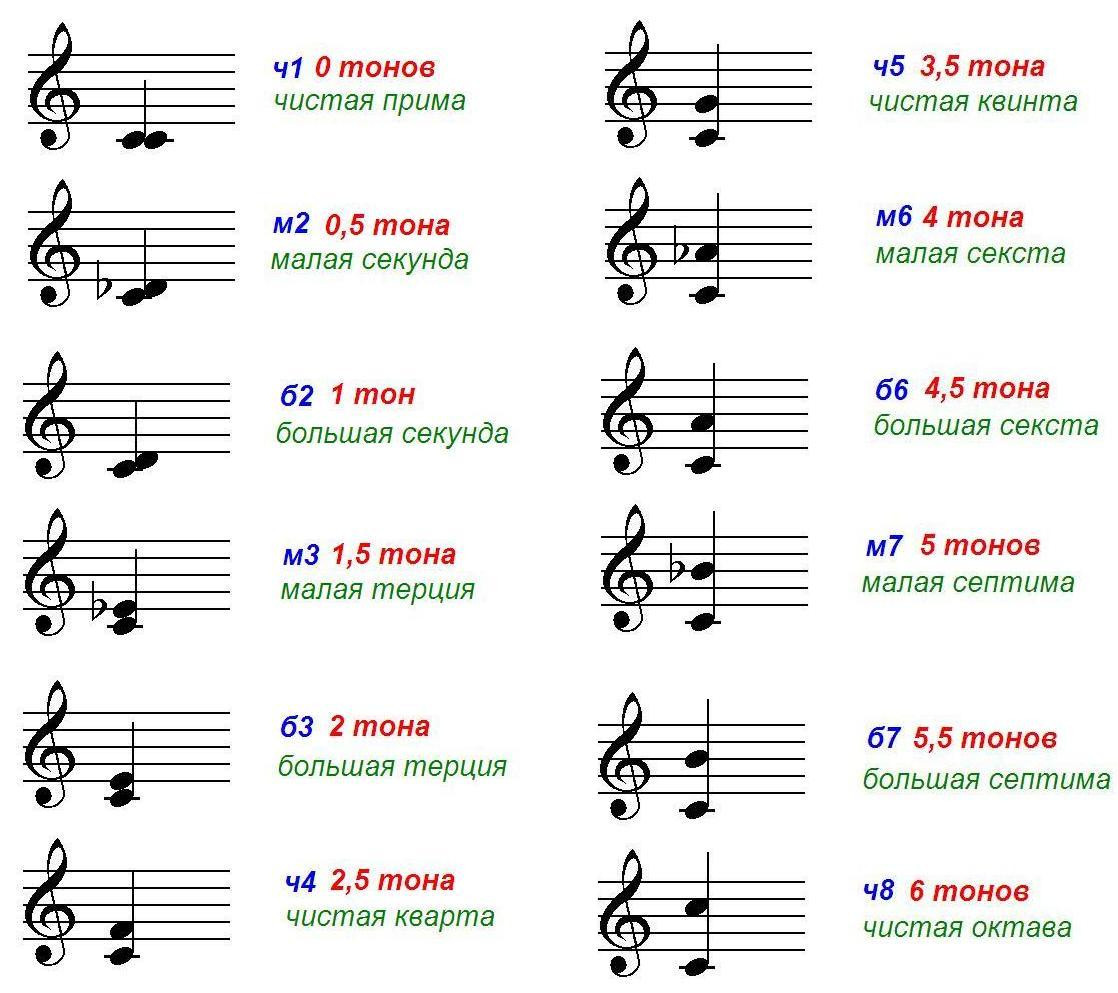 ч1 0 тонов
чистая прима
м2 0,5 тона
малая секунда
б2 1 тон
большая секунда
м3 1,5 тона
малая терция
б3 2 тона
большая терция
ч4 2,5 тона
чистая кварта
ч5 3,5 тона
чистая квинта
м6 4 тона
малая секста
б6 4,5 тона
большая секста
м7 5 тонов
малая септима
б7 5,5 тонов
большая септима
ч8 6 тонов
чистая октава